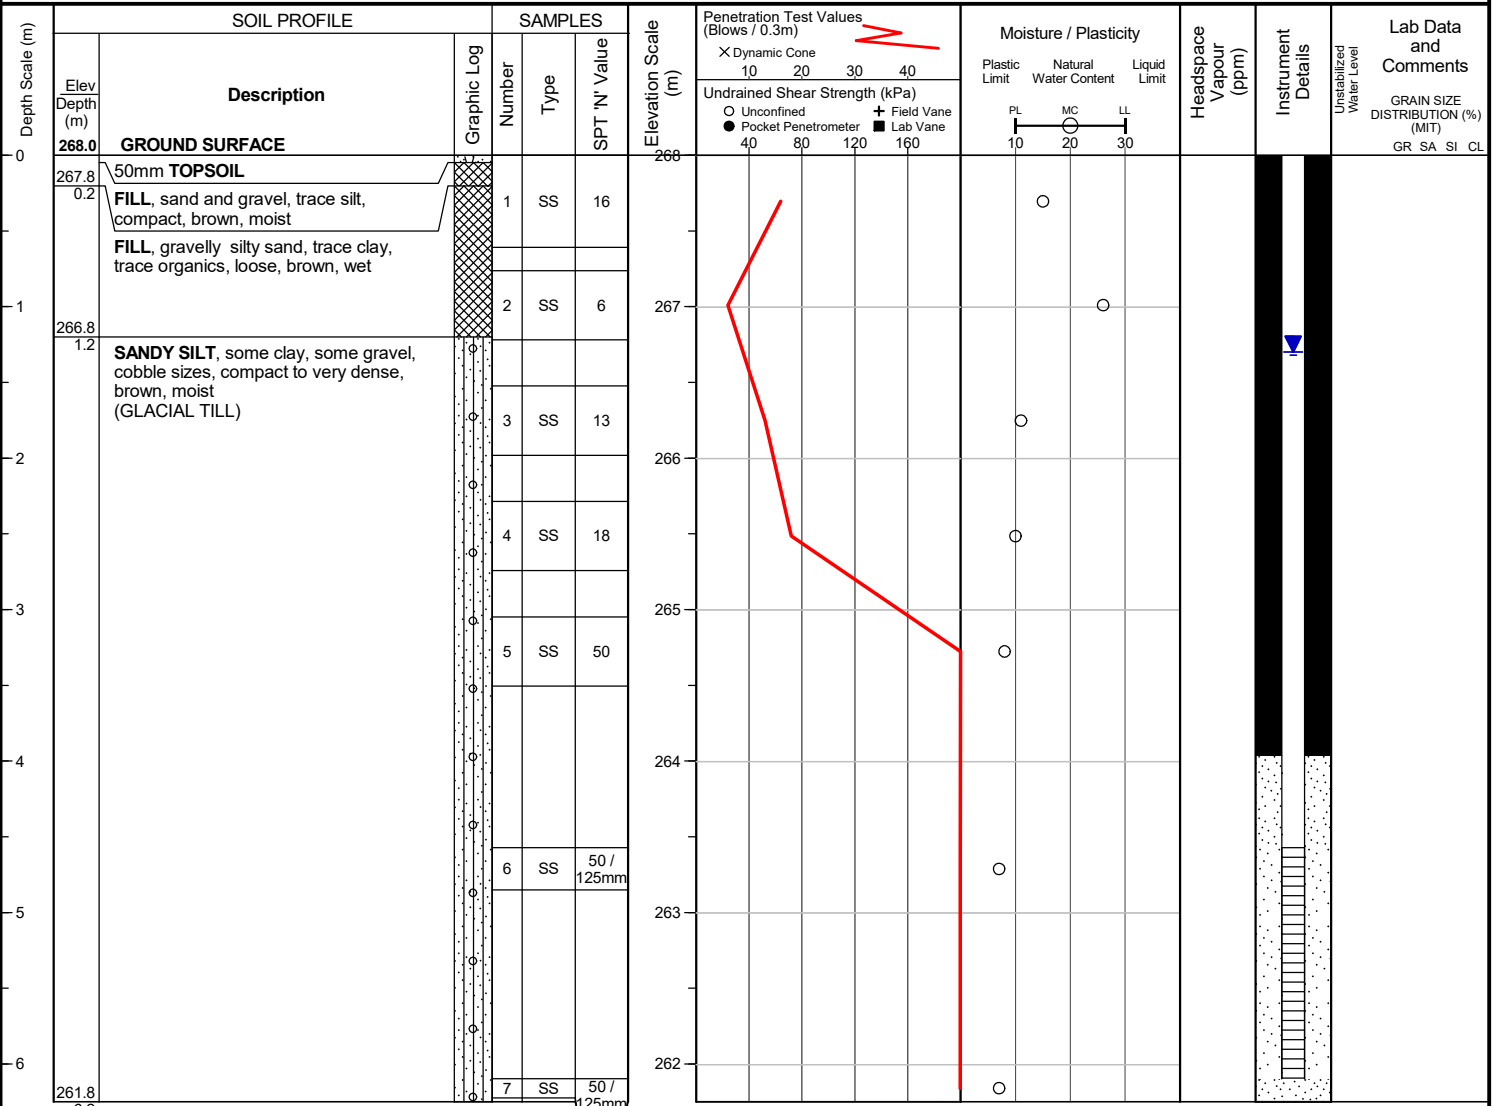 SOIL PROFILE
SAMPLES
Depth Scale (m)
Elev
Depth
(m)
Description
Graphic Log
Number
Type
SPT 'N' Value
Elevation Scale
(m)
Penetration Test Values
(Blows / 0.3m)
× Dynamic Cone
10 20 30 40
Undrained Shear Strength (kPa)
Unconfined
Field Vane
Pocket Penetrometer
Lab Vane
40 80 120 160
Moisture / Plasticity
Plastic
Limit
Natural
Water Content
Liquid
Limit
PL MC LL
10 20 30
Headspace
Vapour
(ppm)
Instrument
Details
Unstabilized
Water Level
Lab Data
and
Comments
GRAIN SIZE
DISTRIBUTION (%)
(MIT)
GR SA SI CL
268.0 GROUND SURFACE
0
268
50mm TOPSOIL
267.8
0.2
FILL, sand and gravel, trace silt,
compact, brown, moist
1 SS 16
FILL, gravelly silty sand, trace clay,
trace organics, loose, brown, wet
1
2 SS 6
267
266.8
1.2
SANDY SILT, some clay, some gravel,
cobble sizes, compact to very dense,
brown, moist
(GLACIAL TILL)
3 SS 13
2
266
4 SS 18
3
265
5 SS 50
4
264
6 SS 50 /
125mm
5
263
6
262
261.8
7 SS 50 /
125mm